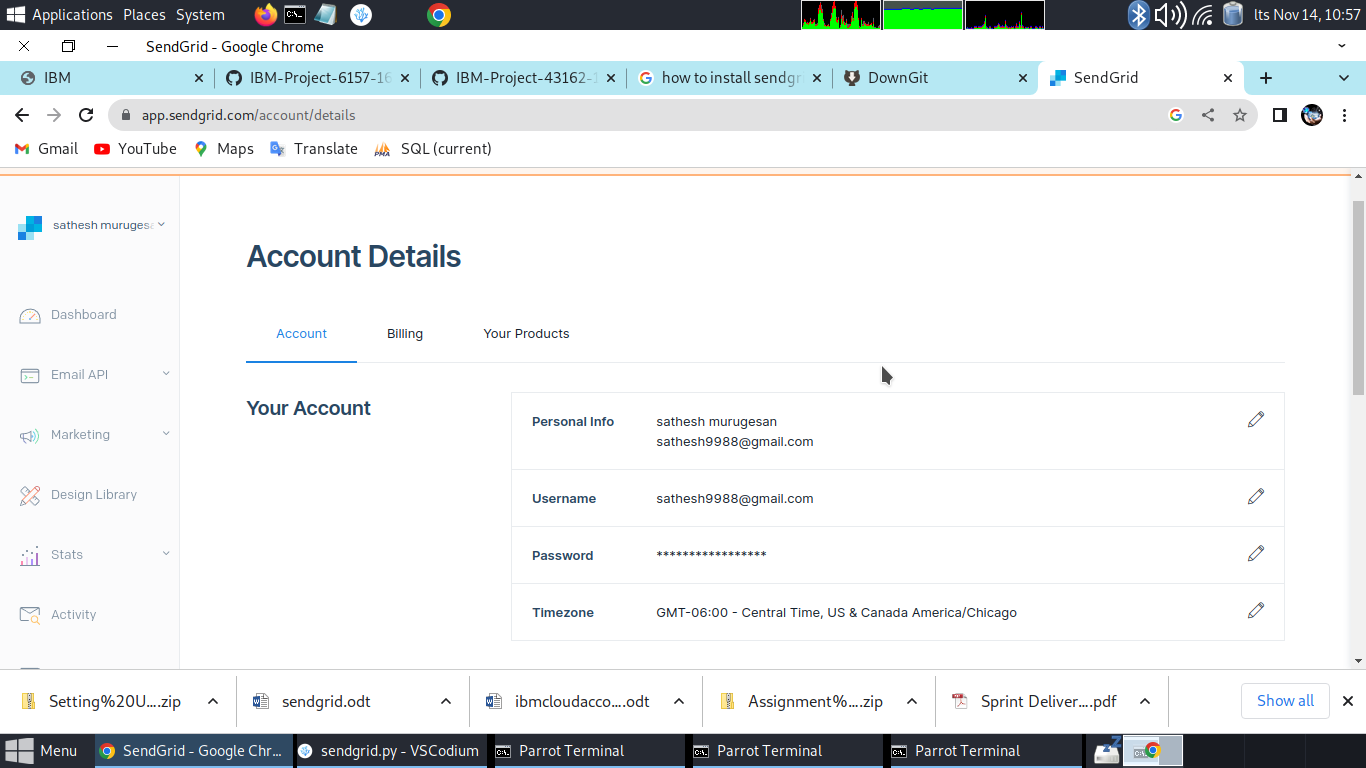 Applications Places System lts Nov 14, 10:57
SendGrid - Google Chrome
IBM IBM-Project-6157-16 IBM-Project-43162-1 how to install sendgr DownGit SendGrid
app.sendgrid.com/account/details
Gmail YouTube Maps Translate SQL (current)
sathesh murugesa
Account Details
Dashboard
Account Billing Your Products
Email API
Your Account
Personal Info sathesh murugesan
sathesh9988@gmail.com
Marketing
Design Library
Username sathesh9988@gmail.com
Stats
Password *****************
Activity
Timezone GMT-06:00 - Central Time, US & Canada America/Chicago
Setting%20U....zip sendgrid.odt ibmcloudacco....odt Assignment%....zip Sprint Deliver....pdf Show all
Menu SendGrid - Google Chr... sendgrid.py - VSCodium Parrot Terminal Parrot Terminal Parrot Terminal